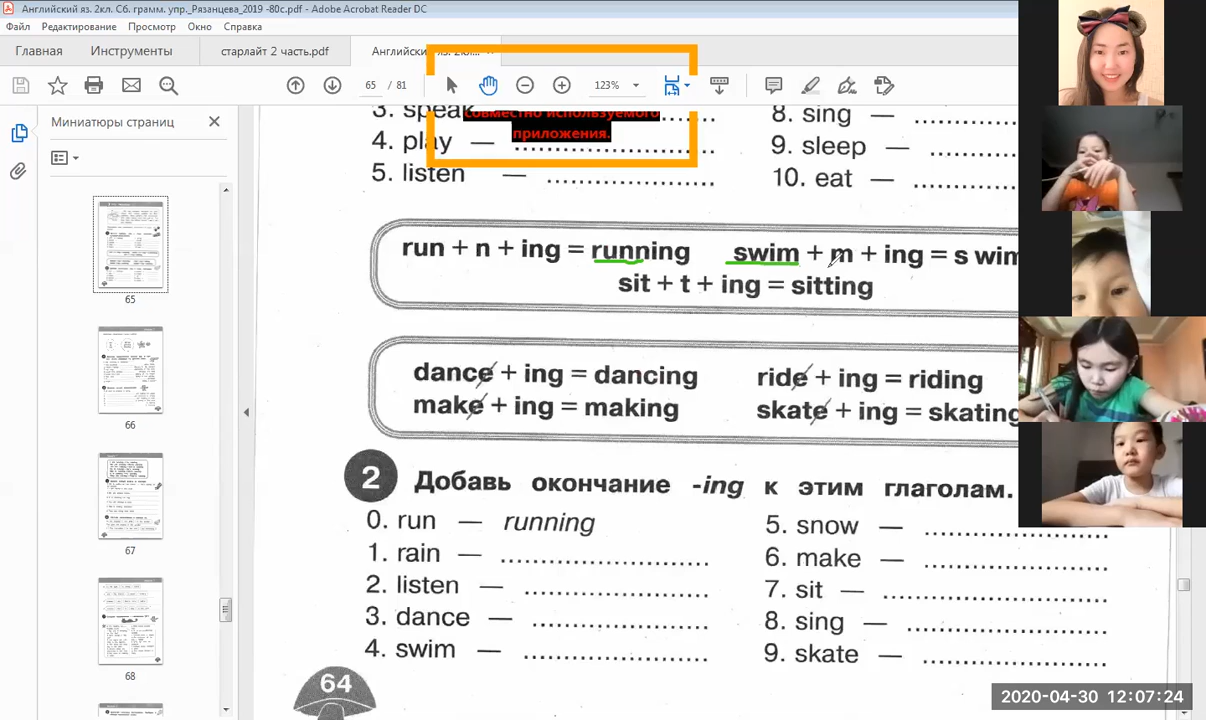 Английский яз. 2кл. Сб. грамм. упр._Рязанцева_2019 -80с.pdf - Adobe Acrobat Reader DC
Файл Редактирование Просмотр Окно Справка
Главная Инструменты старлайт 2 часть.pdf Английски
65 / 81 123%
Миниатюры страниц
65
66
67
68
совместно используемого
приложения.
3. speak
4. play — ........................
5. listen — ........................
8. sing — ........................
9. sleep — ........................
10. eat — ........................
run + n + ing = running swim + m + ing = s wim
sit + t + ing = sitting
dance + ing = dancing ride + ing = riding
make + ing = making skate + ing = skating
2 Добавь окончание -ing к этим глаголам.
0. run — running
1. rain — ........................
2. listen — ........................
3. dance — ........................
4. swim — ........................
5. snow — ........................
6. make — ........................
7. sit — ........................
8. sing — ........................
9. skate — ........................
64
2020-04-30 12:07:24